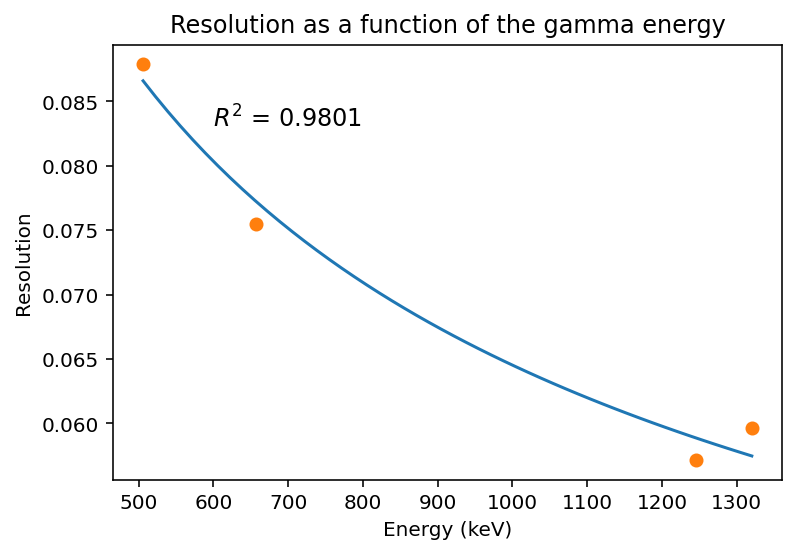 Resolution as a function of the gamma energy
R² = 0.9801
Resolution
0.085
0.080
0.075
0.070
0.065
0.060
500 600 700 800 900 1000 1100 1200 1300
Energy (keV)